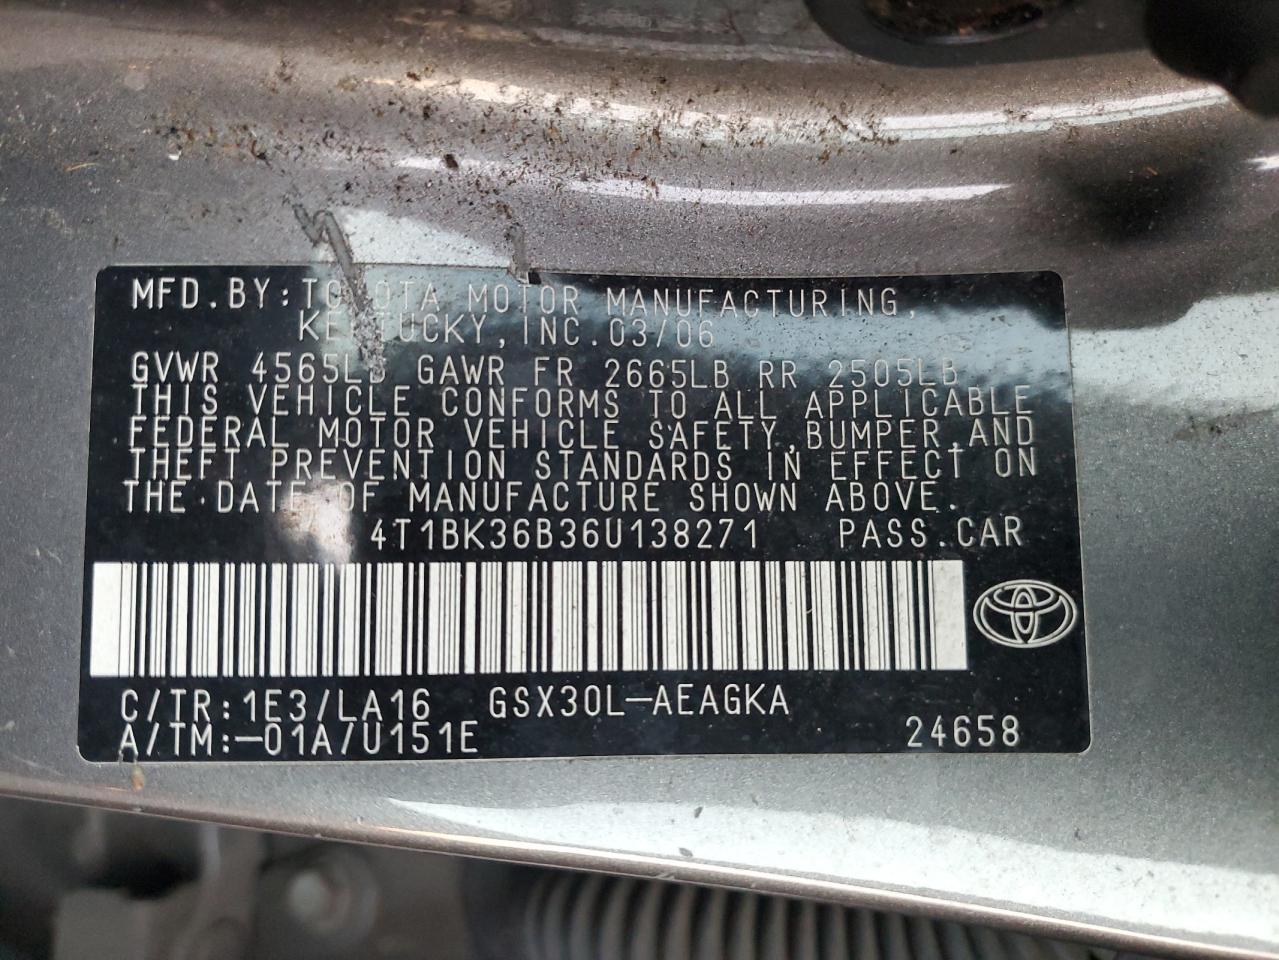 MFD.BY:TOYOTA MOTOR MANUFACTURING,
KENTUCKY,INC.03/06
GVWR 4565LB GAWR FR 2665LB RR 2505LB
THIS VEHICLE CONFORMS TO ALL APPLICABLE
FEDERAL MOTOR VEHICLE SAFETY,BUMPER,AND
THEFT PREVENTION STANDARDS IN EFFECT ON
THE DATE OF MANUFACTURE SHOWN ABOVE.
4T1BK36B36U138271 PASS.CAR
C/TR:1E3/LA16 GSX30L-AEAGKA
A/TM:-01A/U151E 24658